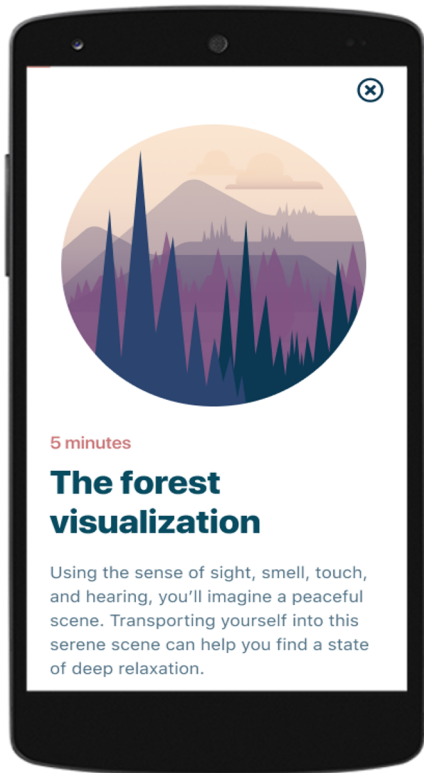 5 minutes
The forest
visualization
Using the sense of sight, smell, touch,
and hearing, you’ll imagine a peaceful
scene. Transporting yourself into this
serene scene can help you find a state
of deep relaxation.